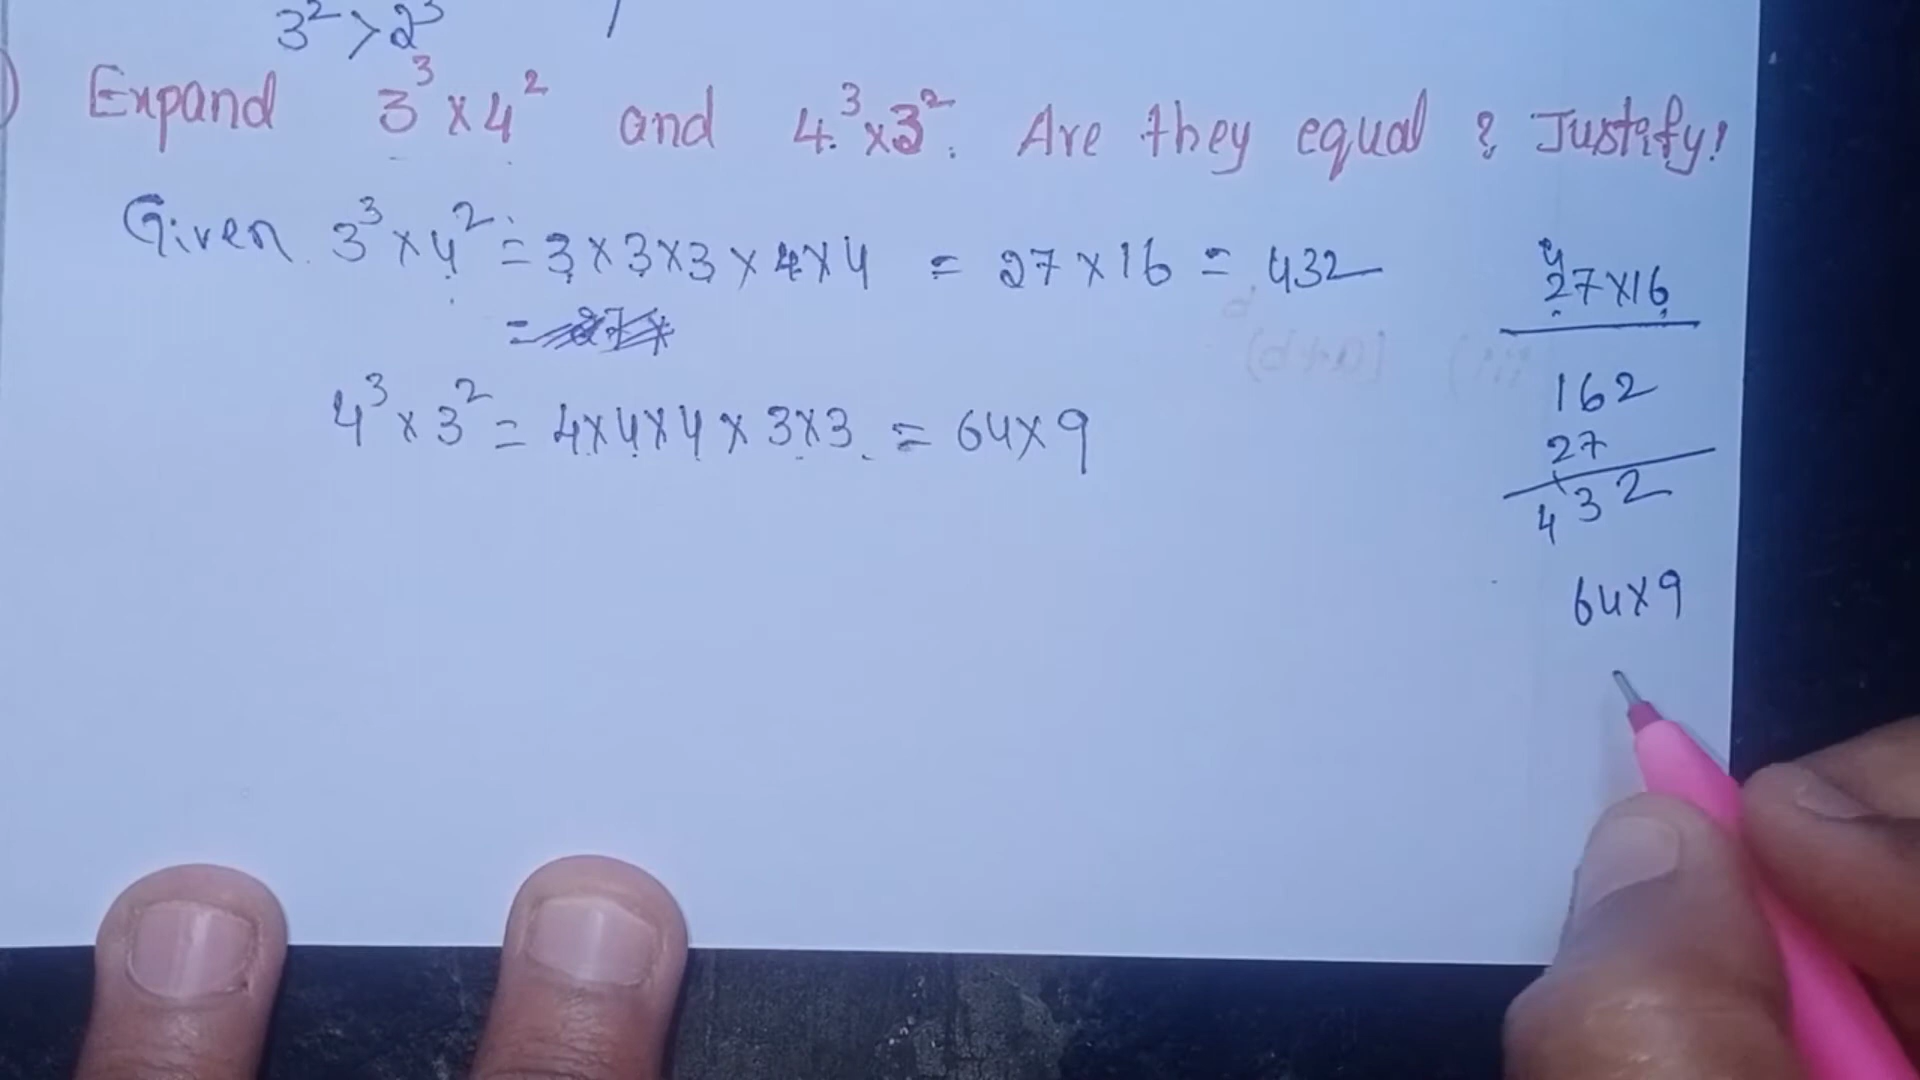 3² > 2³
Expand 3³ × 4² and 4³ × 3². Are they equal ? Justify!
Given 3³ × 4² = 3 × 3 × 3 × 4 × 4 = 27 × 16 = 432
=
4³ × 3² = 4 × 4 × 4 × 3 × 3 = 64 × 9
4
27 × 16
162
27
1
432
64 × 9